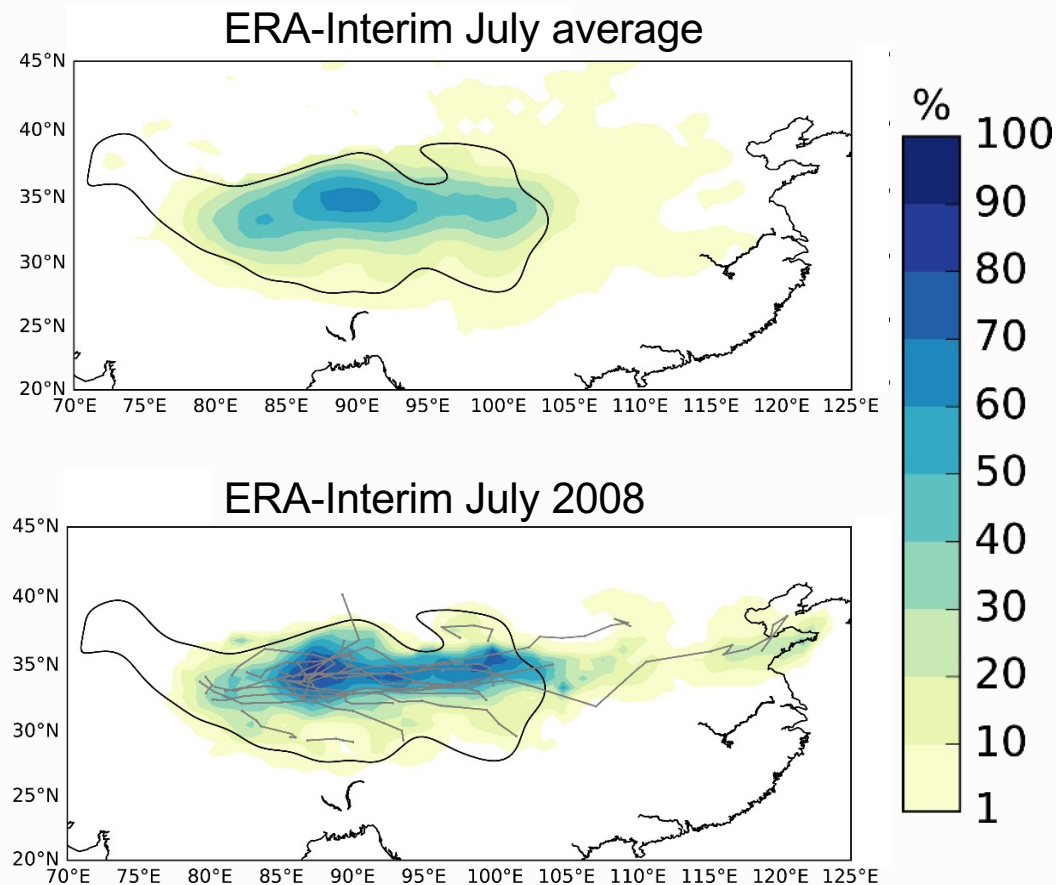 ERA-Interim July average
45°N
40°N
35°N
30°N
25°N
20°N
70°E 75°E 80°E 85°E 90°E 95°E 100°E 105°E 110°E 115°E 120°E 125°E
ERA-Interim July 2008
45°N
40°N
35°N
30°N
25°N
20°N
70°E 75°E 80°E 85°E 90°E 95°E 100°E 105°E 110°E 115°E 120°E 125°E
%
100
90
80
70
60
50
40
30
20
10
1